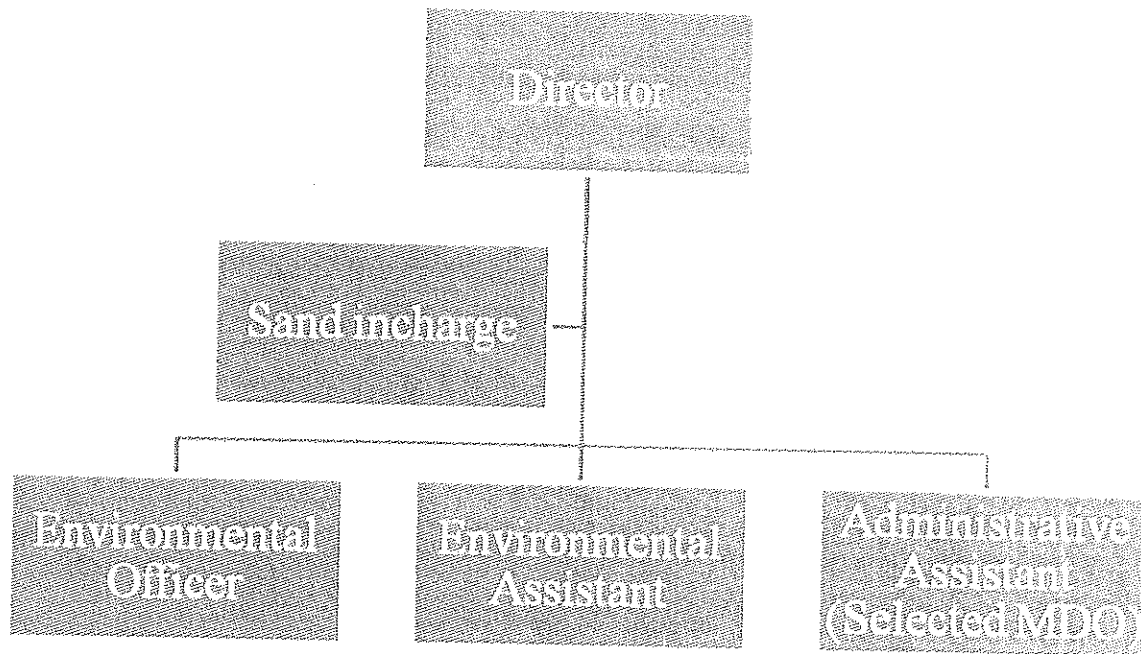 Director
Sand incharge
Environmental
Officer
Environmental
Assistant
Administrative
Assistant
(Selected MDO)